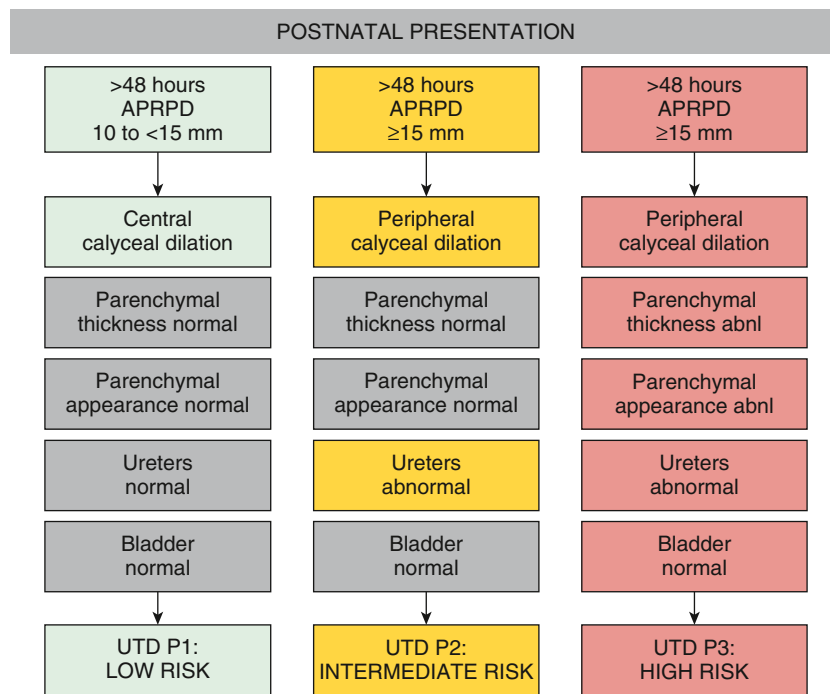 POSTNATAL PRESENTATION
>48 hours
APRPD
10 to <15 mm
Central
calyceal dilation
Parenchymal
thickness normal
Parenchymal
appearance normal
Ureters
normal
Bladder
normal
UTD P1:
LOW RISK
>48 hours
APRPD
≥15 mm
Peripheral
calyceal dilation
Parenchymal
thickness normal
Parenchymal
appearance normal
Ureters
abnormal
Bladder
normal
UTD P2:
INTERMEDIATE RISK
>48 hours
APRPD
≥15 mm
Peripheral
calyceal dilation
Parenchymal
thickness abnl
Parenchymal
appearance abnl
Ureters
abnormal
Bladder
normal
UTD P3:
HIGH RISK